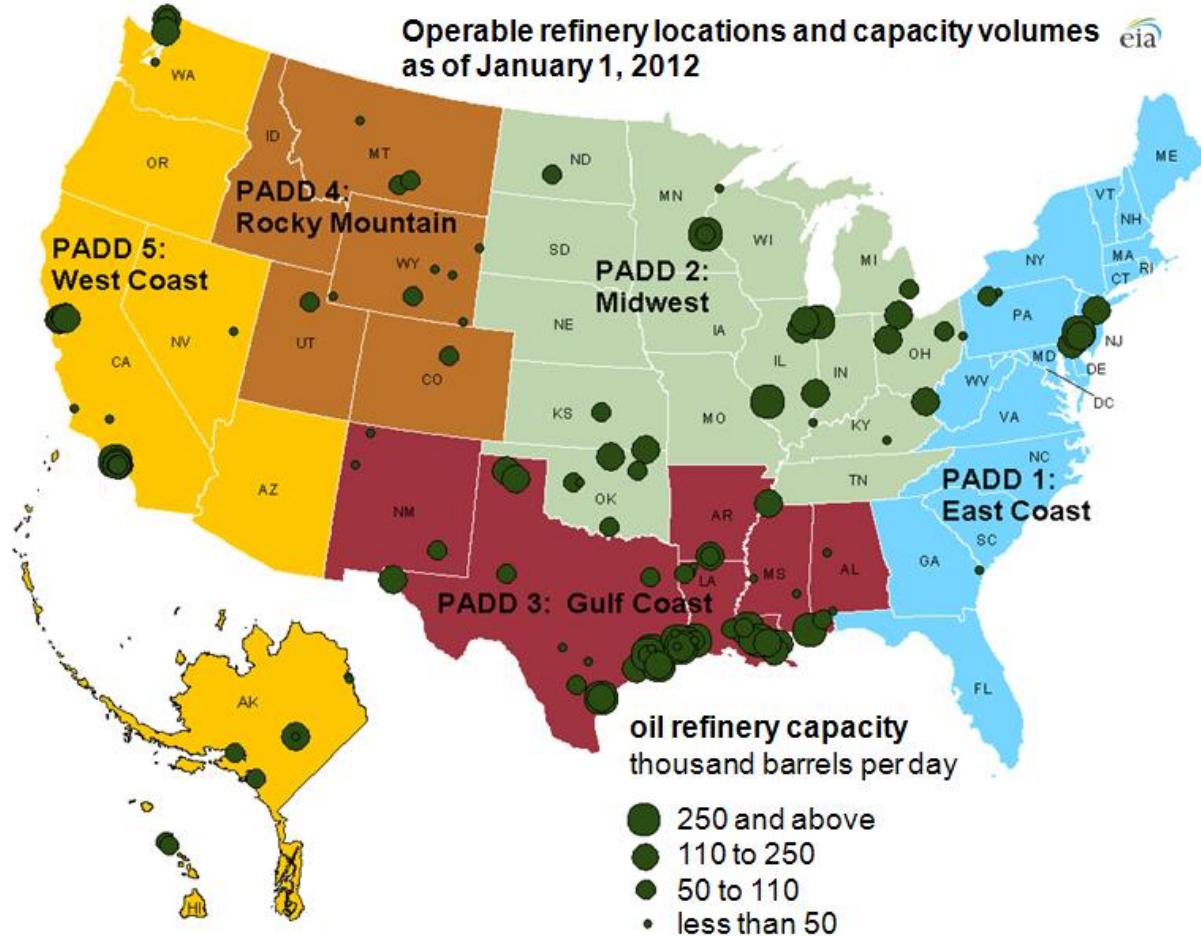 Operable refinery locations and capacity volumes
as of January 1, 2012
eia
WA
OR
ID
MT
ND
MN
WI
MI
ME
VT
NH
NY
MA
CT
RI
PADD 4:
Rocky Mountain
PADD 5:
West Coast
PADD 2:
Midwest
SD
WY
NE
IA
PA
NJ
OH
IN
IL
MD
DE
DC
WV
VA
NV
UT
CA
CO
KS
MO
KY
NC
TN
PADD 1:
East Coast
SC
AZ
NM
OK
AR
GA
AL
MS
LA
PADD 3: Gulf Coast
FL
AK
HI
oil refinery capacity
thousand barrels per day
250 and above
110 to 250
50 to 110
less than 50